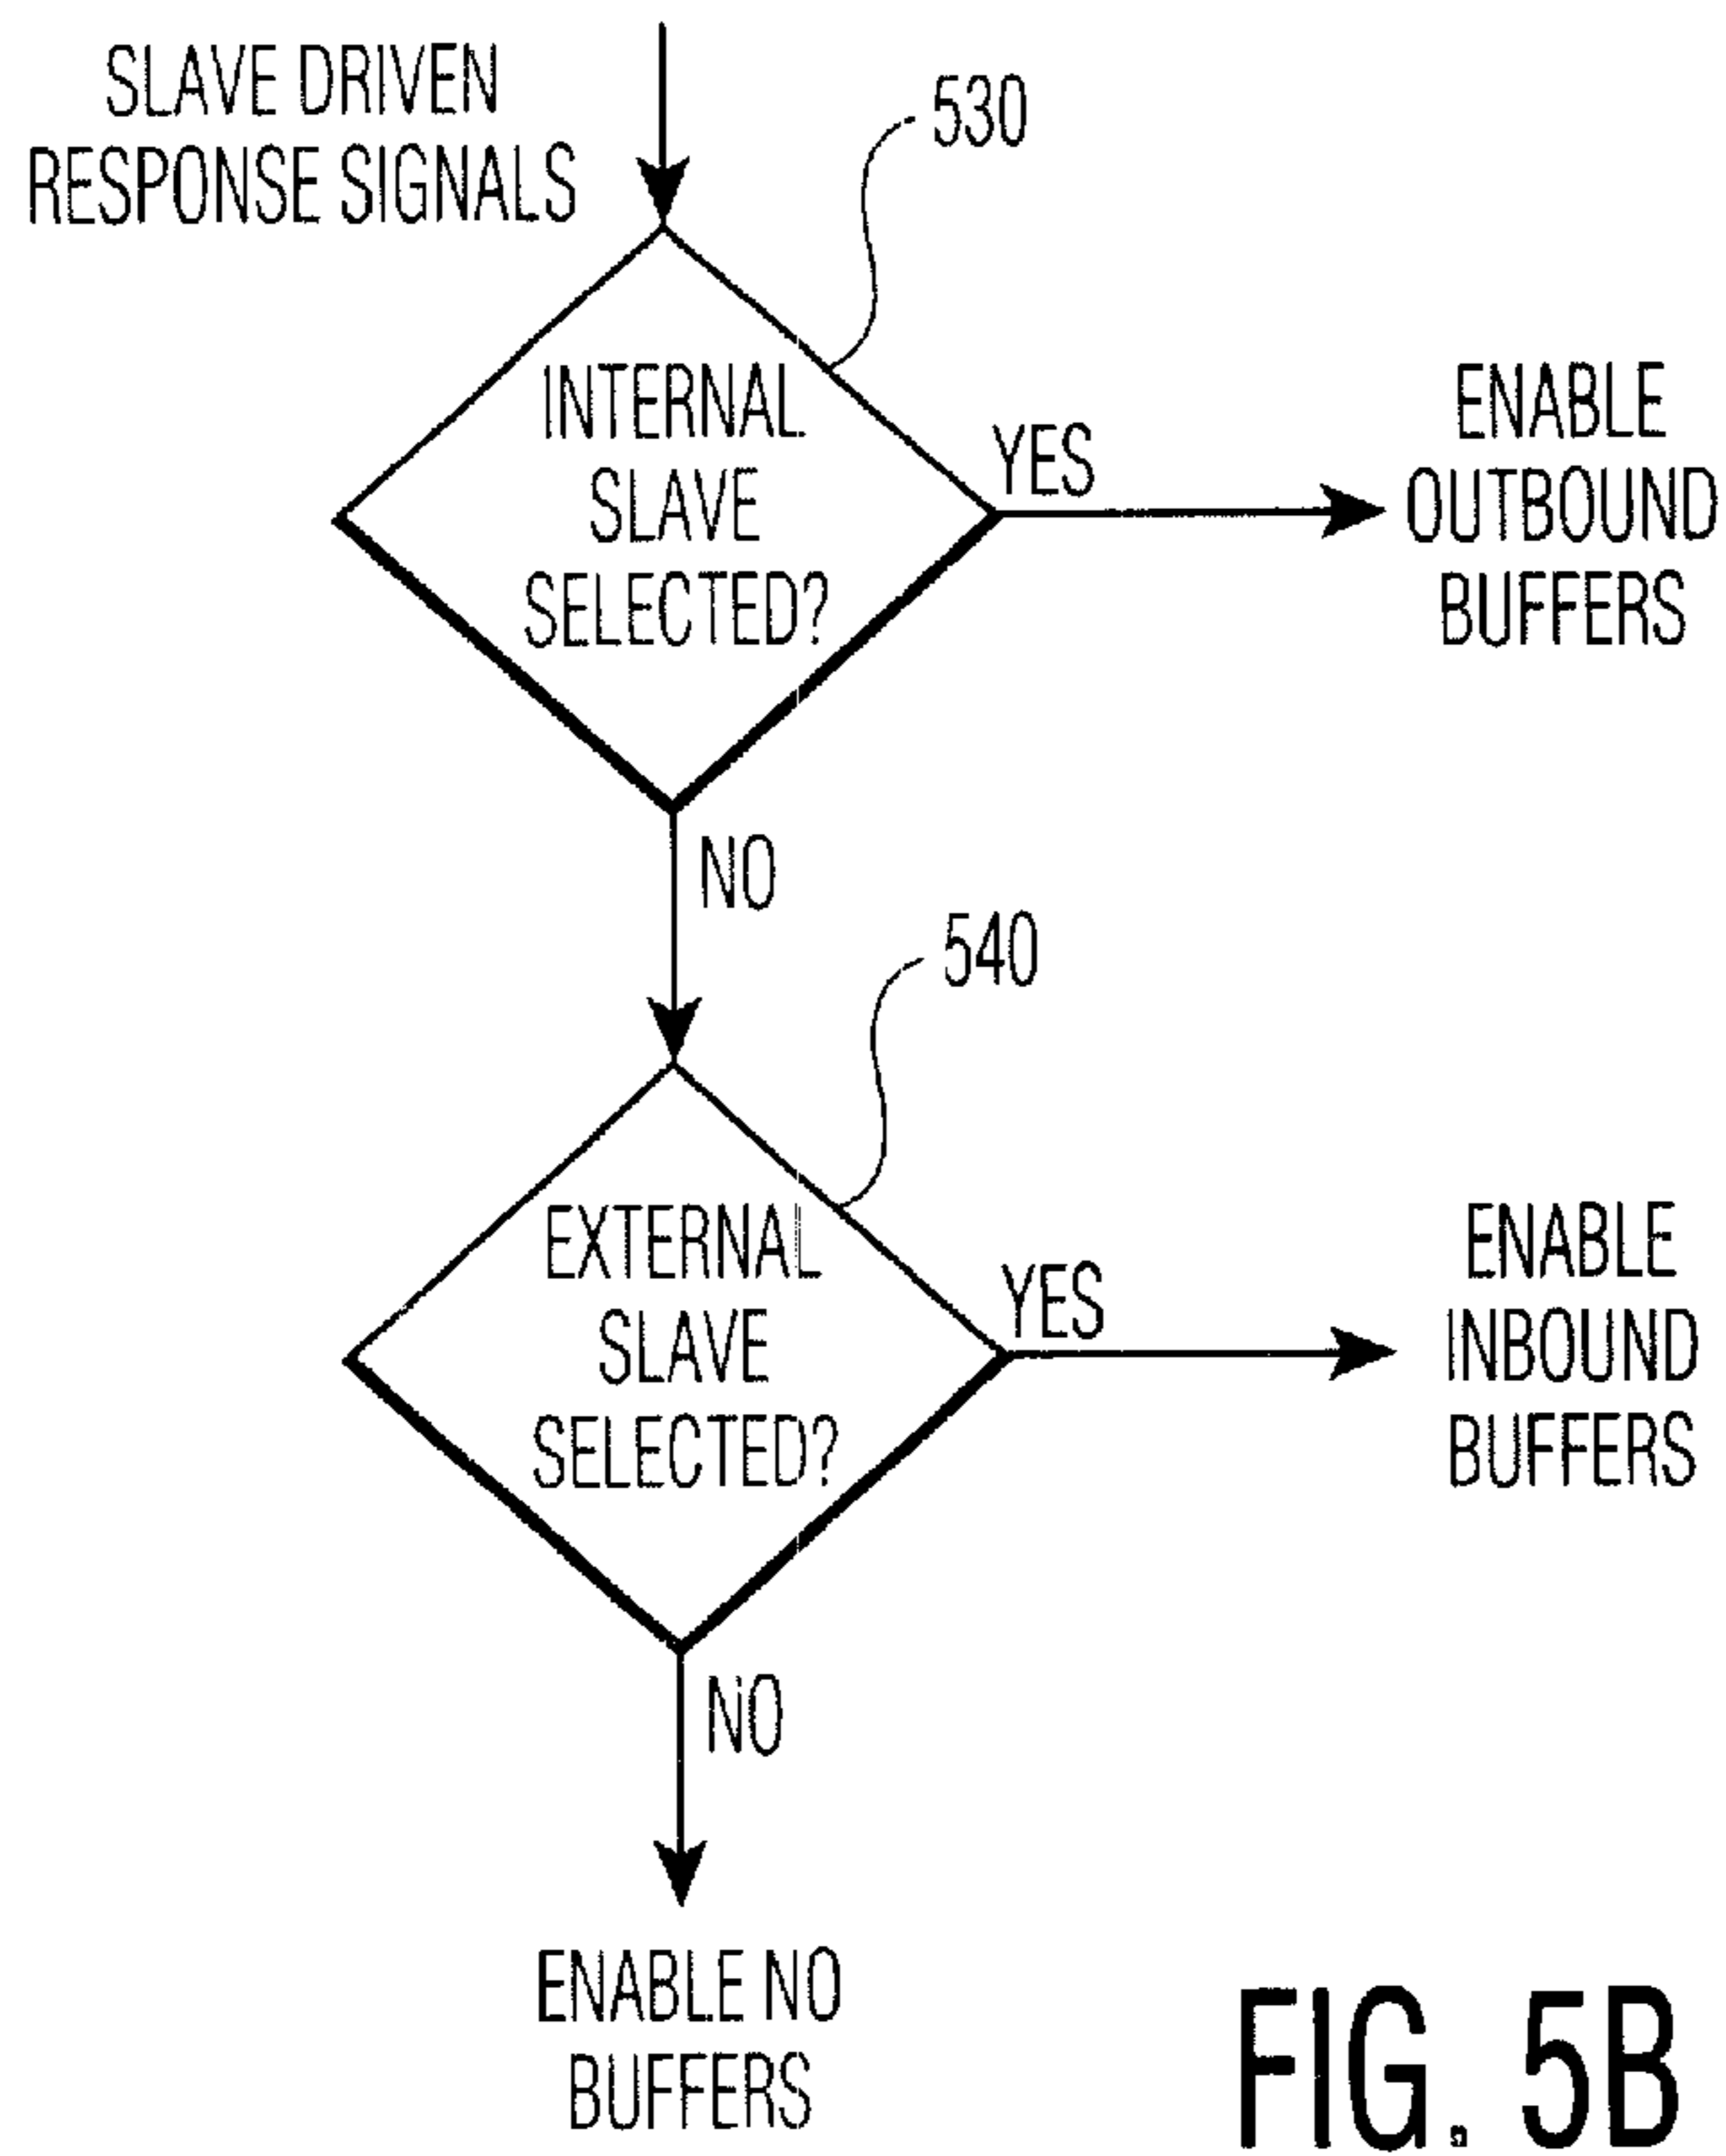 SLAVE DRIVEN
RESPONSE SIGNALS
530
INTERNAL
SLAVE
SELECTED?
YES
ENABLE
OUTBOUND
BUFFERS
NO
540
EXTERNAL
SLAVE
SELECTED?
YES
ENABLE
INBOUND
BUFFERS
NO
ENABLE NO
BUFFERS
FIG. 5B